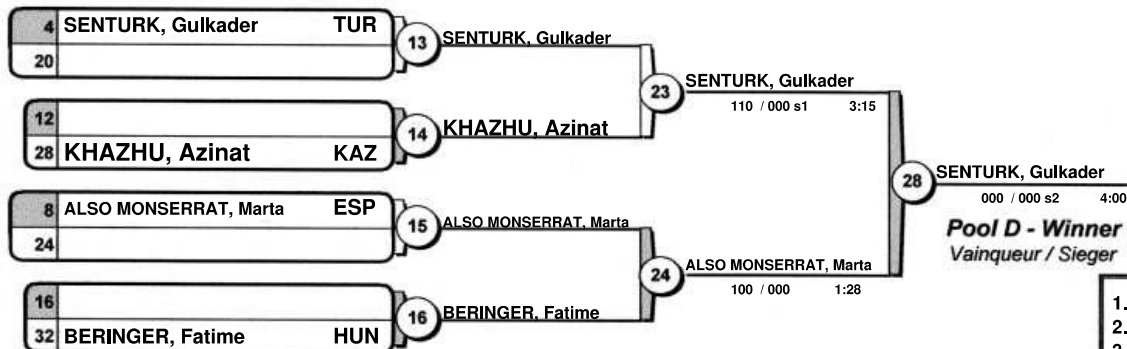 4 SENTURK, Gulkader TUR
20
12
28 KHAZHU, Azinat KAZ
8 ALSO MONSERRAT, Marta ESP
24
16
32 BERINGER, Fatime HUN
13 SENTURK, Gulkader
14 KHAZHU, Azinat
15 ALSO MONSERRAT, Marta
16 BERINGER, Fatime
23 SENTURK, Gulkader
110 / 000 s1 3:15
24 ALSO MONSERRAT, Marta
100 / 000 1:28
28 SENTURK, Gulkader
000 / 000 s2 4:00
Pool D - Winner
Vainqueur / Sieger
1.
2.